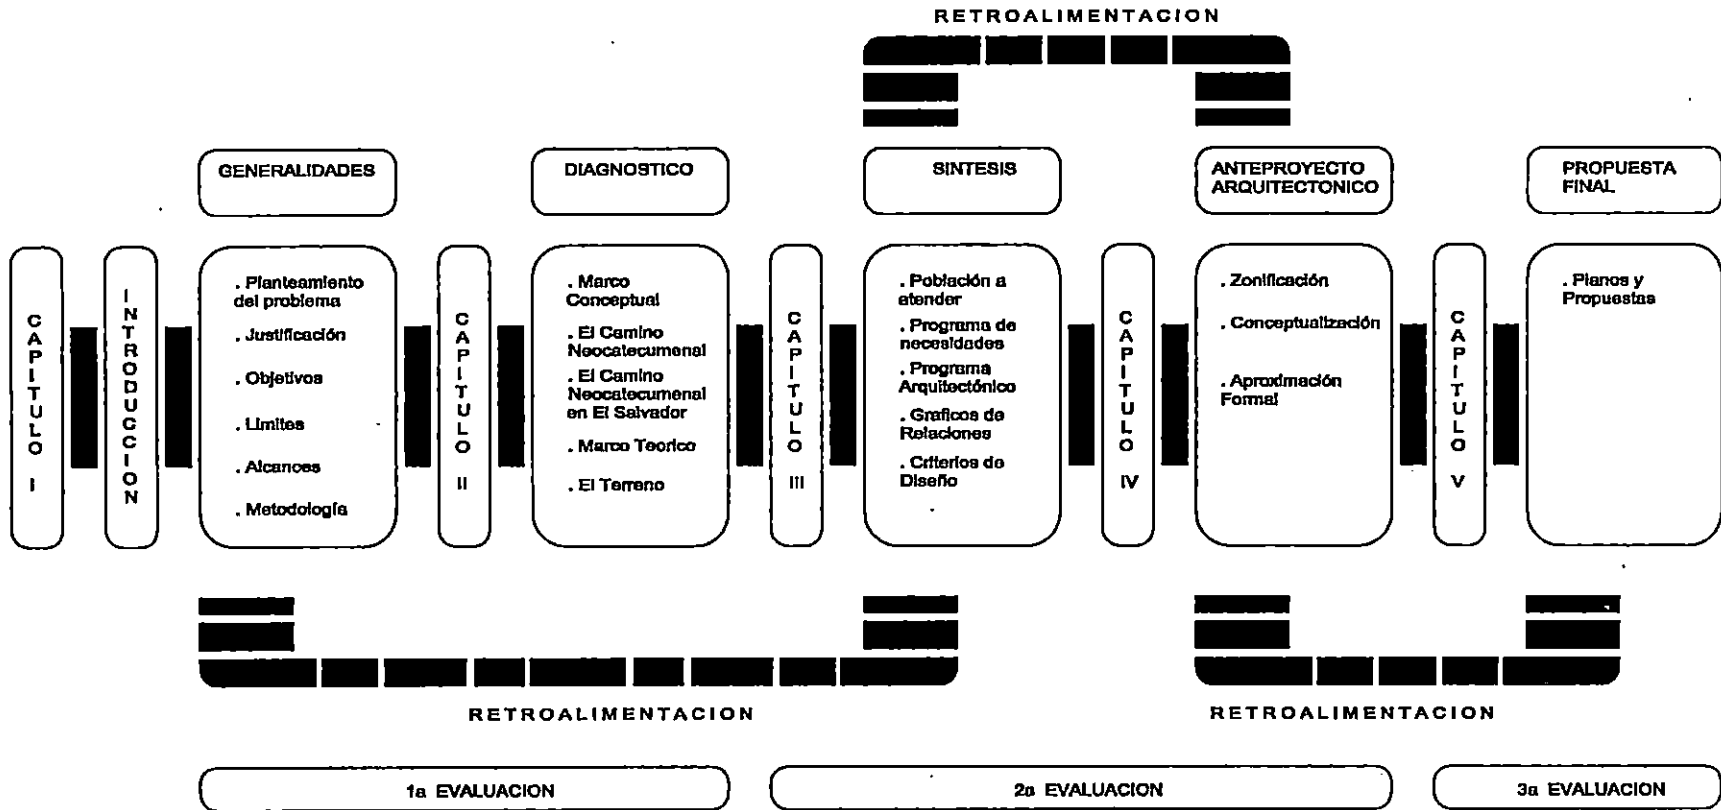 RETROALIMENTACION
GENERALIDADES
DIAGNOSTICO
SINTESIS
ANTEPROYECTO
ARQUITECTONICO
PROPUESTA
FINAL
CAPITULO I
INTRODUCCION
. Planteamiento
del problema
. Justificación
. Objetivos
. Limites
. Alcances
. Metodología
CAPITULO II
. Marco
Conceptual
. El Camino
Neocatecumenal
. El Camino
Neocatecumenal
en El Salvador
. Marco Teorico
. El Terreno
CAPITULO III
. Población a
atender
. Programa de
necesidades
. Programa
Arquitectónico
. Graficos de
Relaciones
. Criterios de
Diseño
CAPITULO IV
. Zonificación
. Conceptualización
. Aproximación
Formal
CAPITULO V
. Planos y
Propuestas
RETROALIMENTACION
RETROALIMENTACION
1a EVALUACION
2a EVALUACION
3a EVALUACION